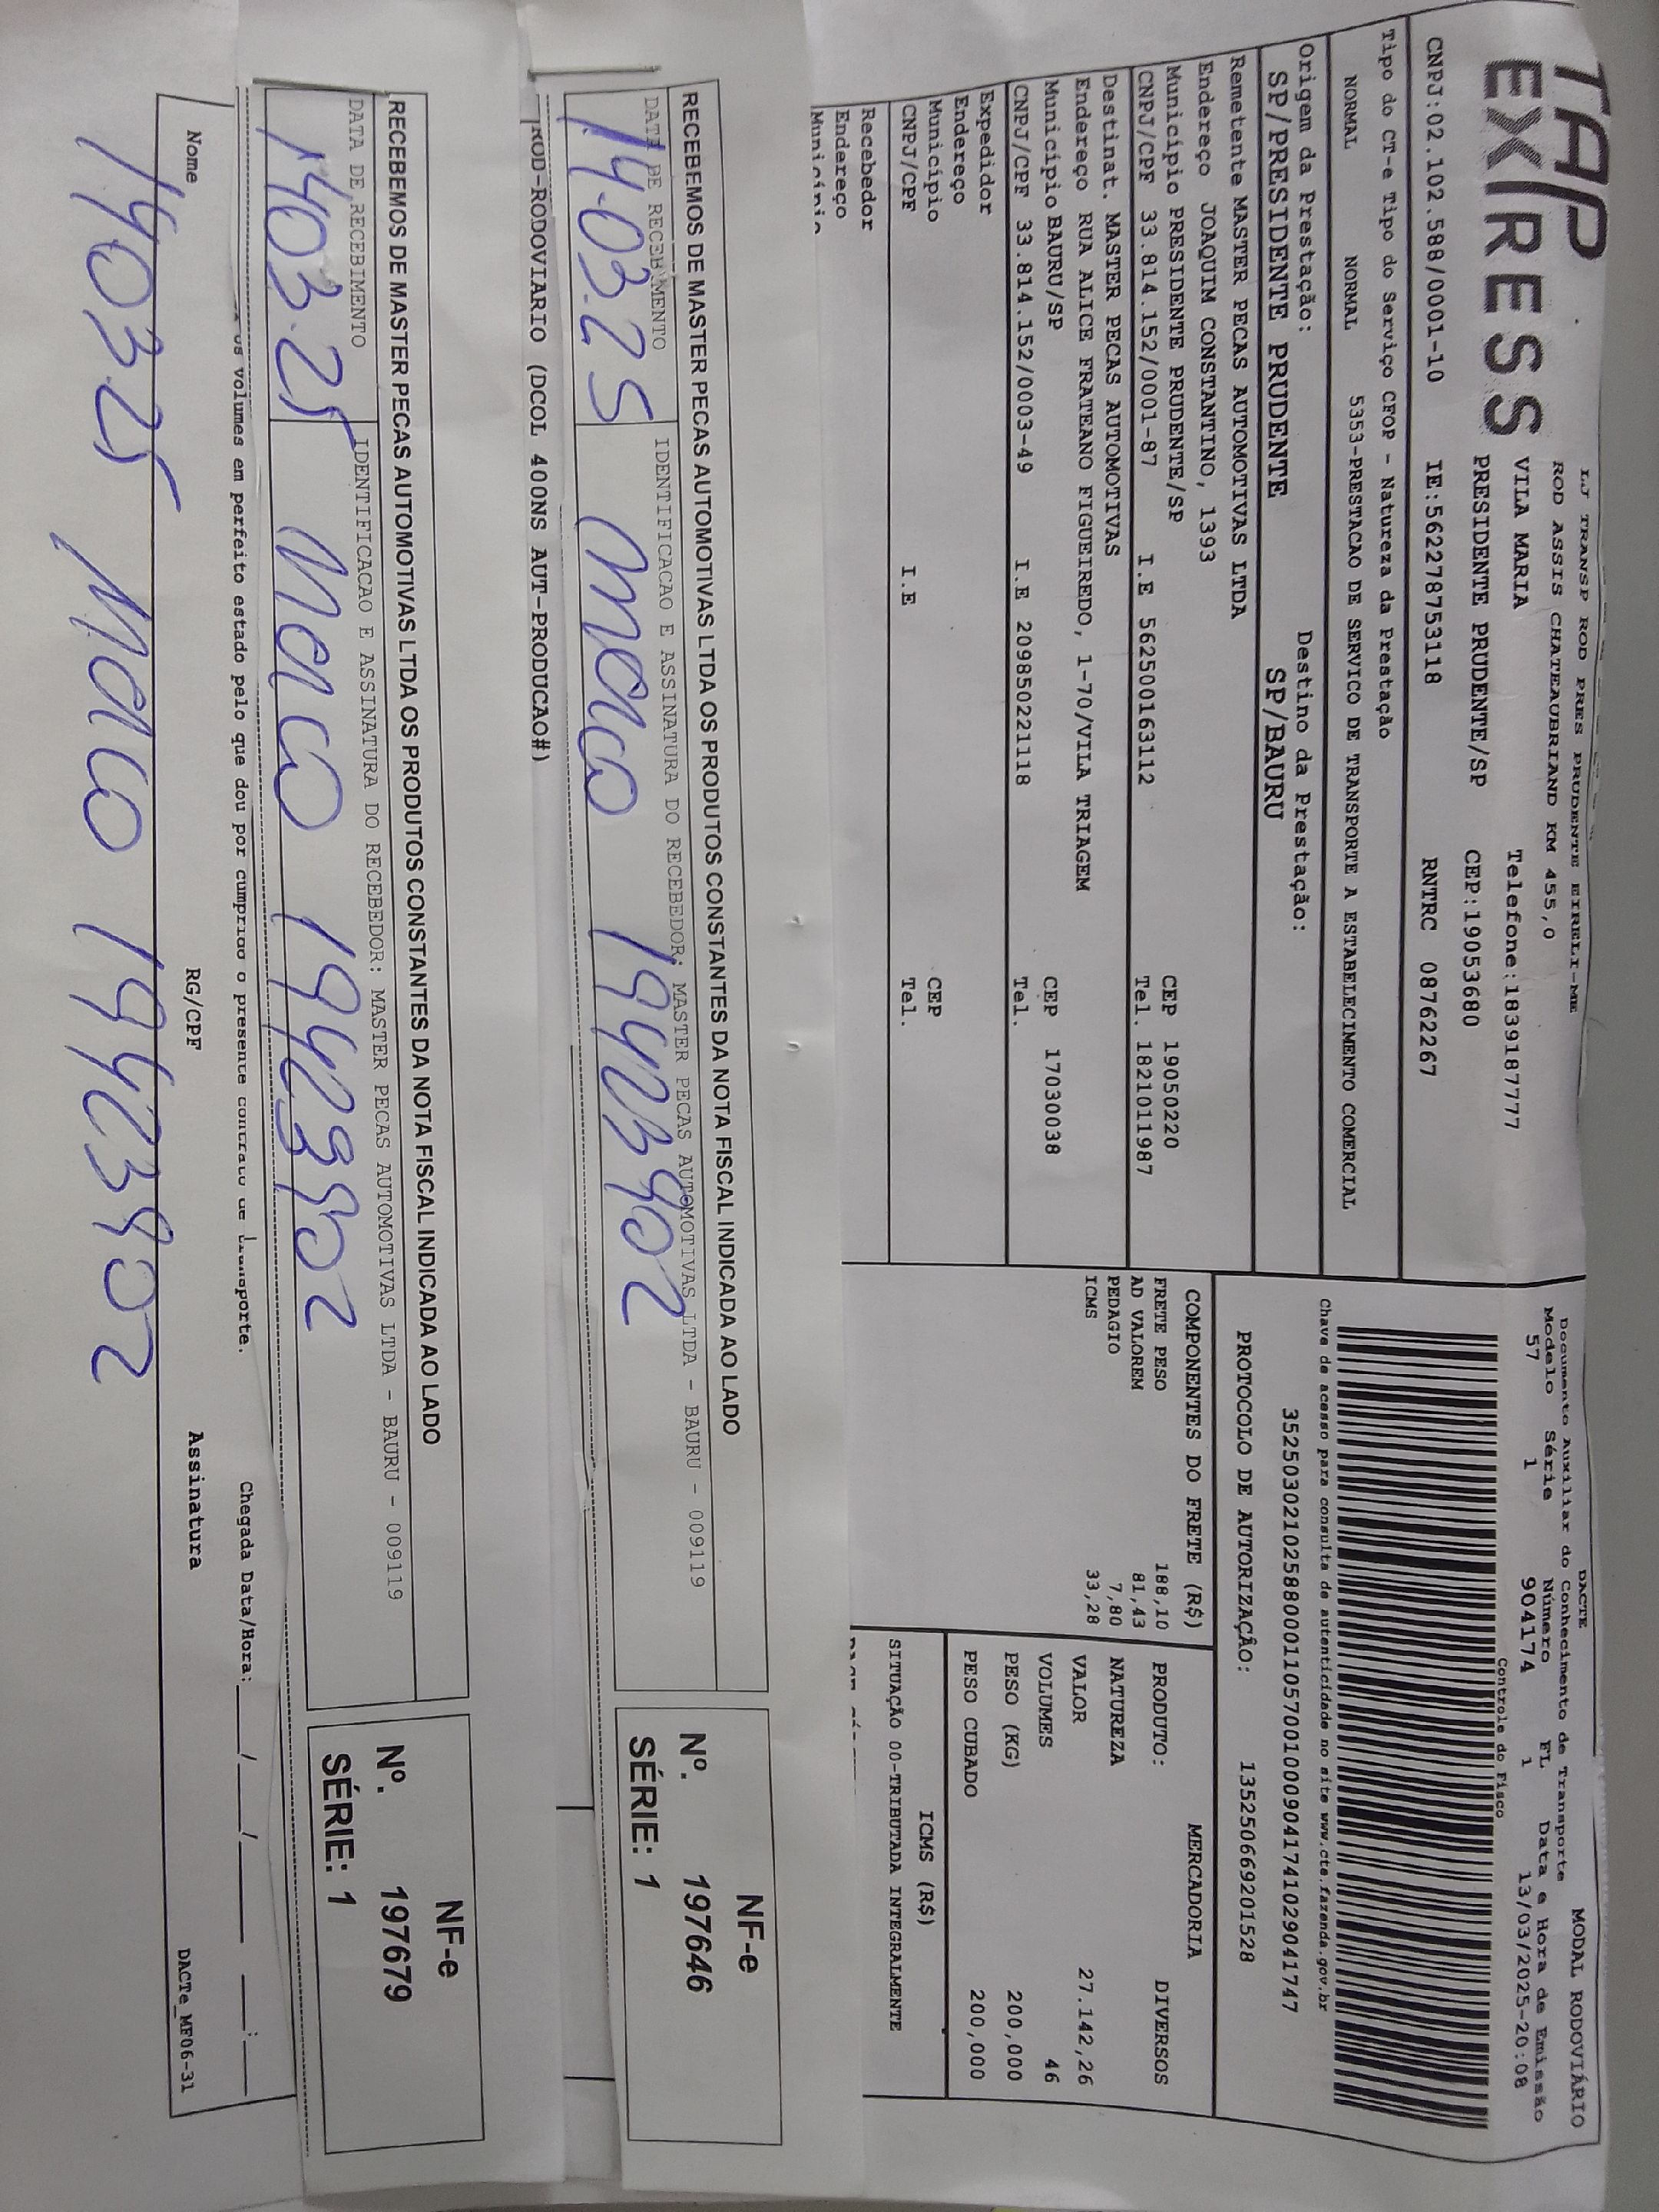 TAP
EXPRESS
LJ TRANSP ROD PRES PRUDENTE EIRELI-ME
ROD ASSIS CHATEAUBRIAND KM 455,0
VILA MARIA Telefone:1839187777
PRESIDENTE PRUDENTE/SP CEP:19053680
CNPJ:02.102.588/0001-10 IE:562278753118 RNTRC 08762267
Tipo do CT-e Tipo do Serviço CFOP - Natureza da Prestação
NORMAL NORMAL 5353-PRESTACAO DE SERVICO DE TRANSPORTE A ESTABELECIMENTO COMERCIAL
Origem da Prestação: Destino da Prestação:
SP/PRESIDENTE PRUDENTE SP/BAURU
Remetente MASTER PECAS AUTOMOTIVAS LTDA
Endereço JOAQUIM CONSTANTINO, 1393
Município PRESIDENTE PRUDENTE/SP CEP 19050220
CNPJ/CPF 33.814.152/0001-87 I.E 562500163112 Tel. 1821011987
Destinat. MASTER PECAS AUTOMOTIVAS
Endereço RUA ALICE FRATEANO FIGUEIREDO, 1-70/VILA TRIAGEM
Município BAURU/SP CEP 17030038
CNPJ/CPF 33.814.152/0003-49 I.E 209850221118 Tel.
Expedidor
Endereço
Município CEP
CNPJ/CPF I.E Tel.
Recebedor
Endereço
Município
DACTE MODAL RODOVIÁRIO
Documento Auxiliar do Conhecimento de Transporte
Modelo Série Número FL Data e Hora de Emissão
57 1 904174 1 13/03/2025-20:08
Controle do Fisco
Chave de acesso para consulta de autenticidade no site www.cte.fazenda.gov.br
35250302102588000110570010009041741029041747
PROTOCOLO DE AUTORIZAÇÃO: 135250669201528
COMPONENTES DO FRETE (R$)
FRETE PESO 188,10
AD VALOREM 81,43
PEDAGIO 7,80
ICMS 33,28
MERCADORIA
PRODUTO: DIVERSOS
NATUREZA
VALOR 27.142,26
VOLUMES 46
PESO (KG) 200,000
PESO CUBADO 200,000
ICMS (R$)
SITUAÇÃO 00-TRIBUTADA INTEGRALMENTE
RECEBEMOS DE MASTER PECAS AUTOMOTIVAS LTDA OS PRODUTOS CONSTANTES DA NOTA FISCAL INDICADA AO LADO
DATA DE RECEBIMENTO IDENTIFICACAO E ASSINATURA DO RECEBEDOR: MASTER PECAS AUTOMOTIVAS LTDA - BAURU - 009119
14.03.25 19403902
NF-e
Nº. 197646
SÉRIE: 1
ROD-RODOVIARIO (DCOL 400NS AUT-PRODUCAO#)
RECEBEMOS DE MASTER PECAS AUTOMOTIVAS LTDA OS PRODUTOS CONSTANTES DA NOTA FISCAL INDICADA AO LADO
DATA DE RECEBIMENTO IDENTIFICACAO E ASSINATURA DO RECEBEDOR: MASTER PECAS AUTOMOTIVAS LTDA - BAURU - 009119
1403.25 19403902
NF-e
Nº. 197679
SÉRIE: 1
os volumes em perfeito estado pelo que dou por cumprido o presente contrato de transporte. Chegada Data/Hora: ___/___/_____ ___:___
Nome RG/CPF Assinatura DACTe_MF06-31
140325 19403902